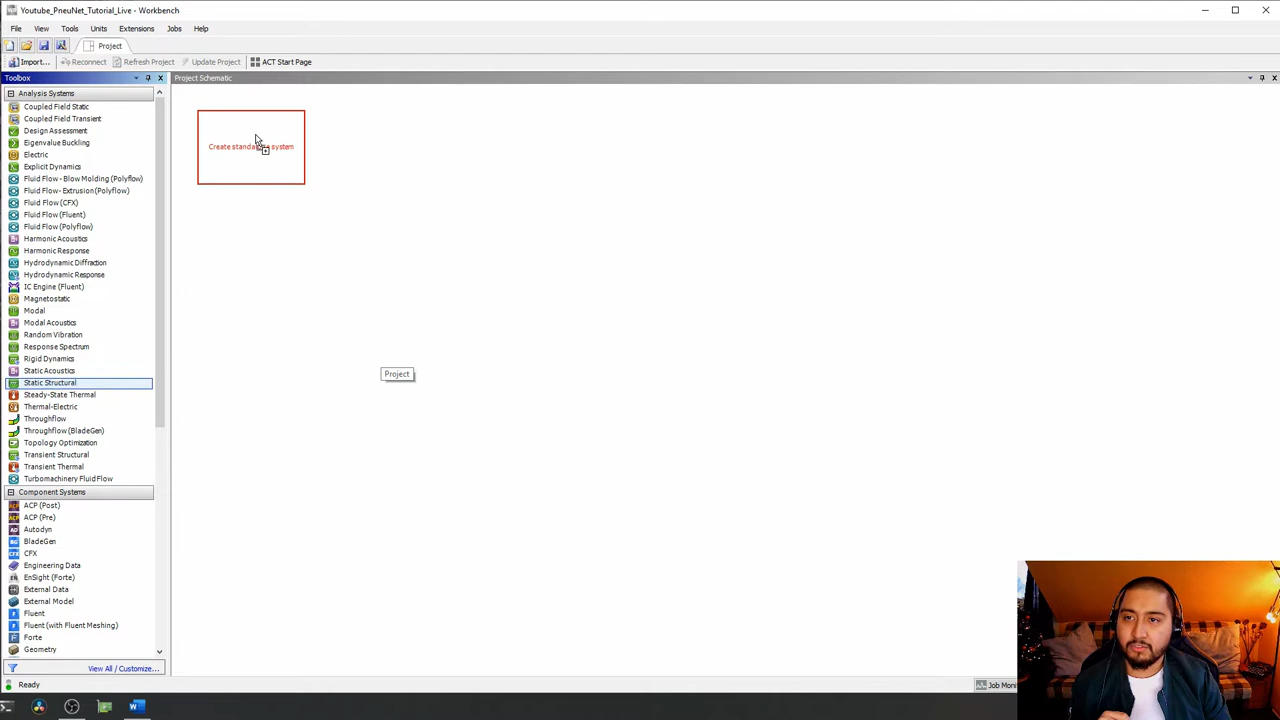 Youtube_PneuNet_Tutorial_Live - Workbench
File View Tools Units Extensions Jobs Help
Project
Import... Reconnect Refresh Project Update Project ACT Start Page
Toolbox
Project Schematic
Analysis Systems
Coupled Field Static
Coupled Field Transient
Design Assessment
Eigenvalue Buckling
Electric
Explicit Dynamics
Fluid Flow - Blow Molding (Polyflow)
Fluid Flow- Extrusion (Polyflow)
Fluid Flow (CFX)
Fluid Flow (Fluent)
Fluid Flow (Polyflow)
Harmonic Acoustics
Harmonic Response
Hydrodynamic Diffraction
Hydrodynamic Response
IC Engine (Fluent)
Magnetostatic
Modal
Modal Acoustics
Random Vibration
Response Spectrum
Rigid Dynamics
Static Acoustics
Static Structural
Steady-State Thermal
Thermal-Electric
Throughflow
Throughflow (BladeGen)
Topology Optimization
Transient Structural
Transient Thermal
Turbomachinery Fluid Flow
Component Systems
ACP (Post)
ACP (Pre)
Autodyn
BladeGen
CFX
Engineering Data
EnSight (Forte)
External Data
External Model
Fluent
Fluent (with Fluent Meshing)
Forte
Geometry
View All / Customize...
Ready
Create system
Project
Job Moni